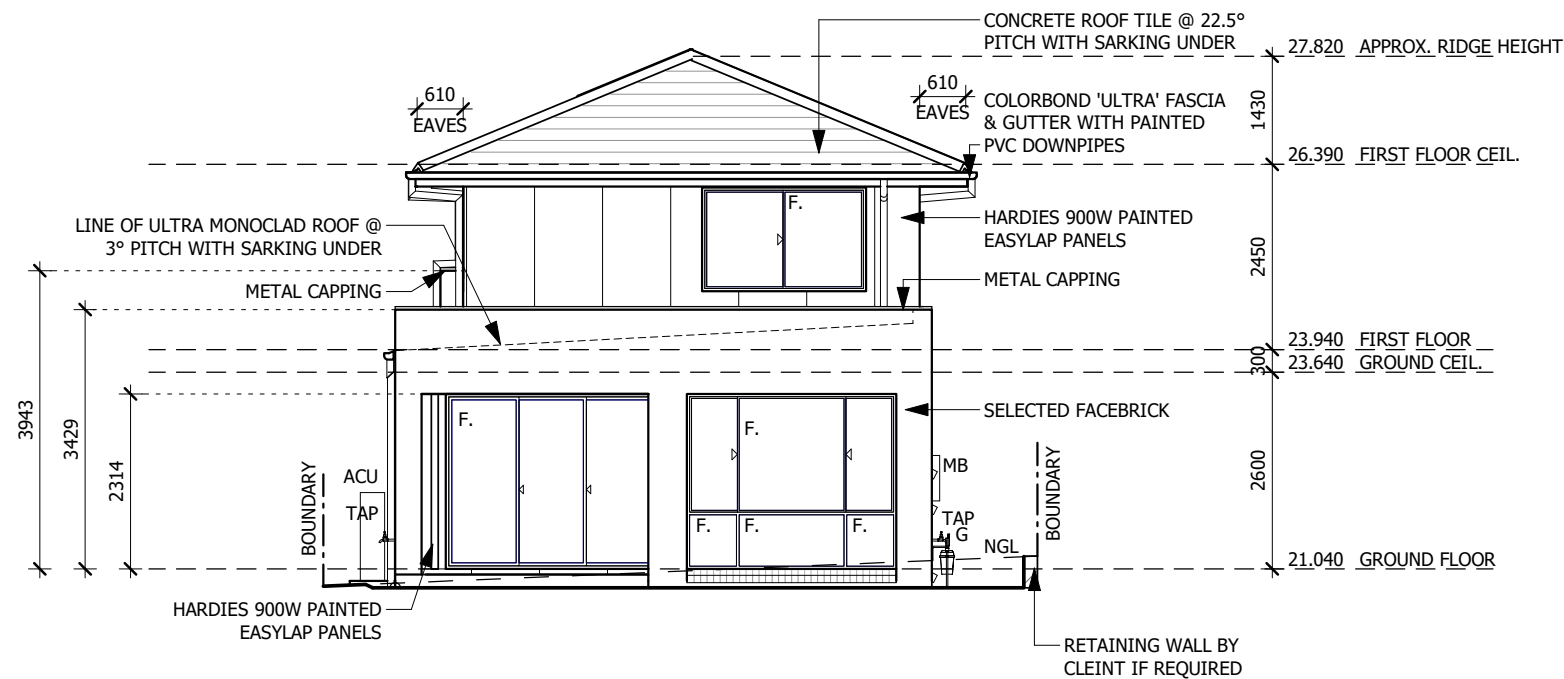 CONCRETE ROOF TILE @ 22.5°
PITCH WITH SARKING UNDER
27.820 APPROX. RIDGE HEIGHT
610
EAVES
610
EAVES
COLORBOND 'ULTRA' FASCIA
& GUTTER WITH PAINTED
PVC DOWNPIPES
1430
26.390 FIRST FLOOR CEIL.
LINE OF ULTRA MONOCLAD ROOF @
3° PITCH WITH SARKING UNDER
F.
HARDIES 900W PAINTED
EASYLAP PANELS
2450
METAL CAPPING
METAL CAPPING
23.940 FIRST FLOOR
300
23.640 GROUND CEIL.
3943
3429
2314
F.
F.
SELECTED FACEBRICK
2600
BOUNDARY
ACU
TAP
MB
BOUNDARY
F.
F.
F.
TAP
G
NGL
21.040 GROUND FLOOR
HARDIES 900W PAINTED
EASYLAP PANELS
RETAINING WALL BY
CLEINT IF REQUIRED